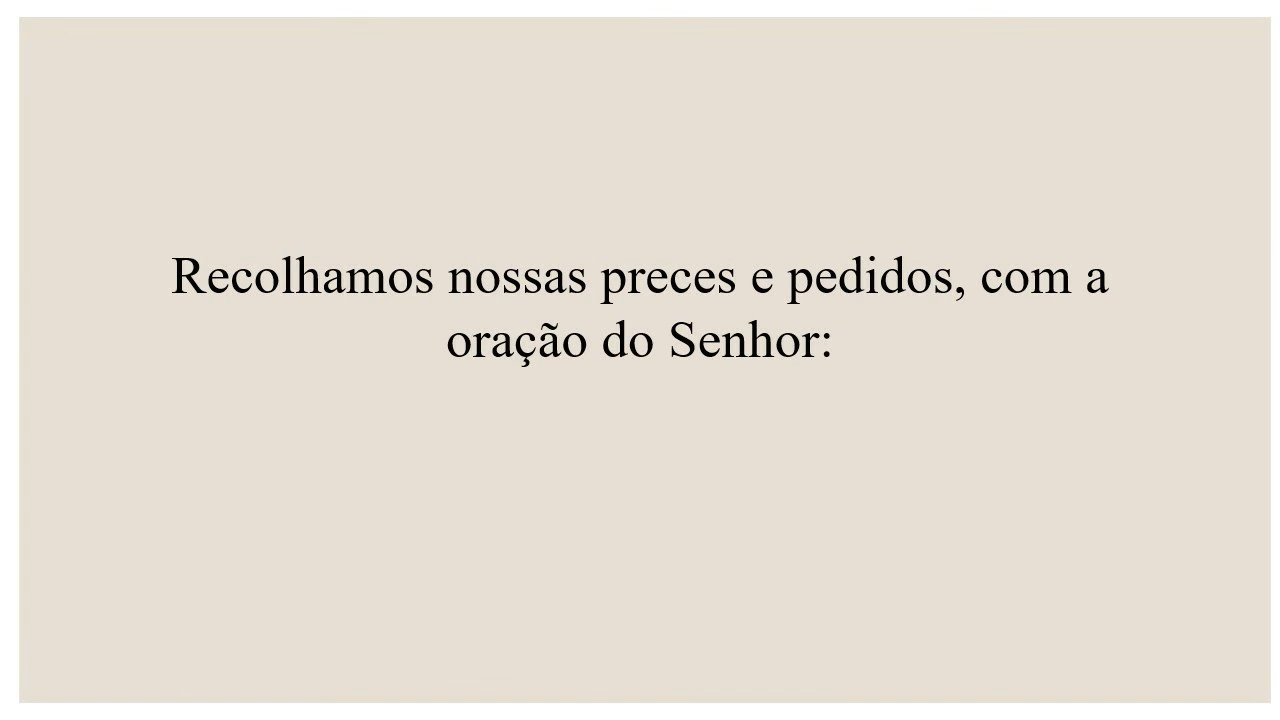 Recolhamos nossas preces e pedidos, com a
oração do Senhor: